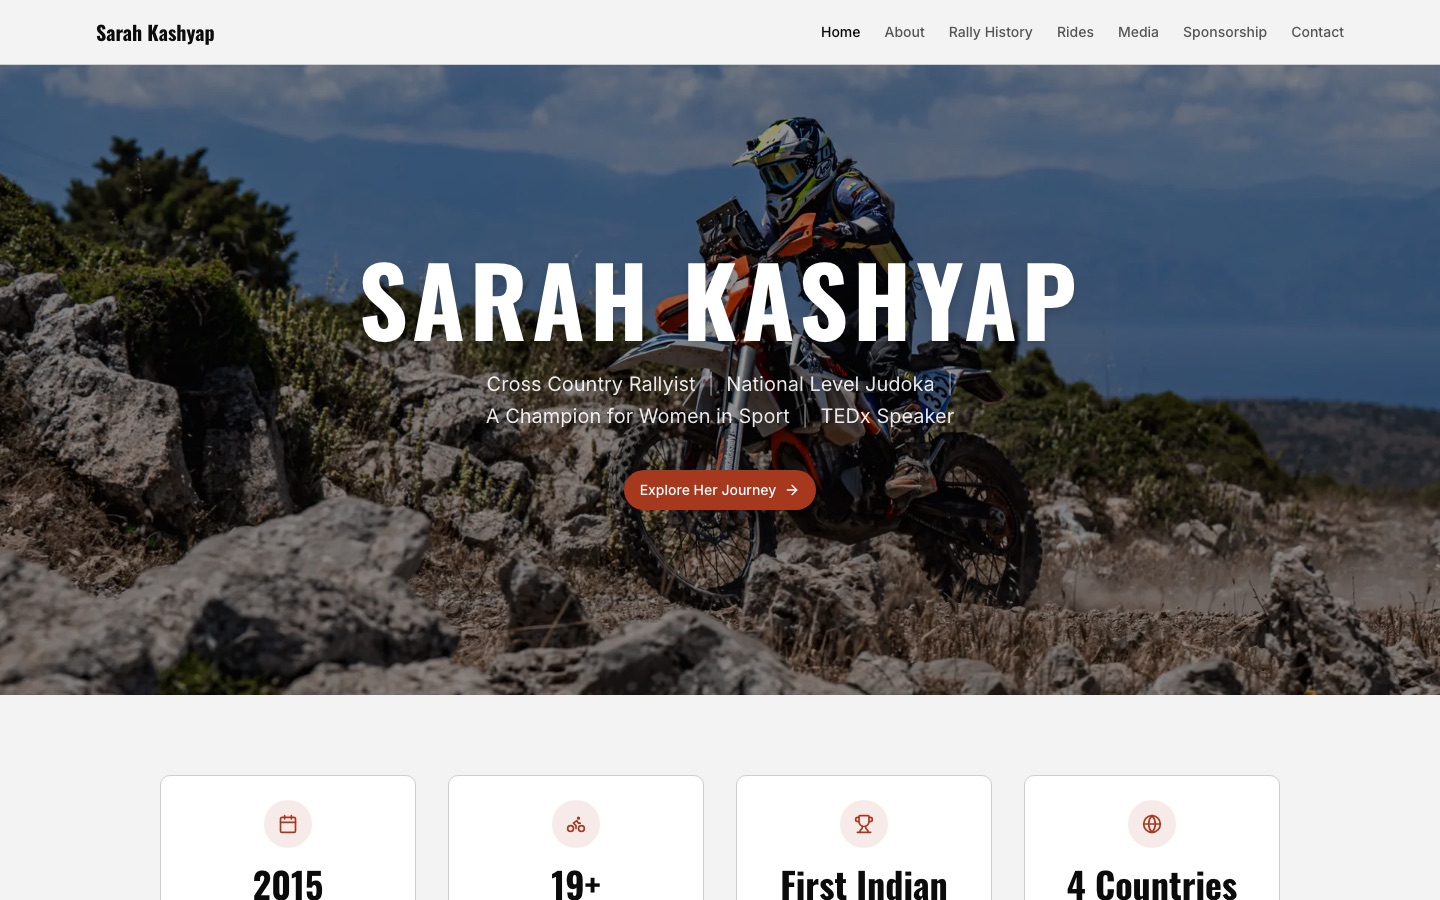 Sarah Kashyap
Home About Rally History Rides Media Sponsorship Contact
SARAH KASHYAP
Cross Country Rallyist | National Level Judoka |
A Champion for Women in Sport | TEDx Speaker
Explore Her Journey
2015
19+
First Indian
4 Countries